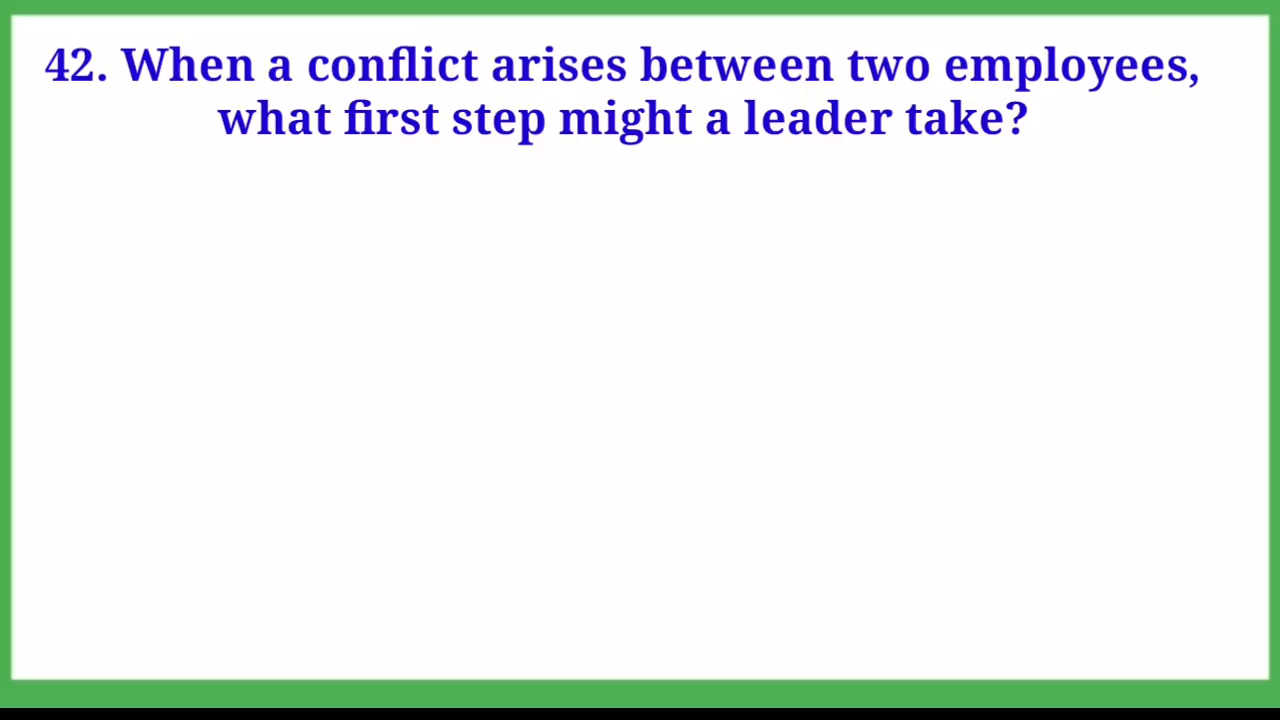 42. When a conflict arises between two employees,
what first step might a leader take?